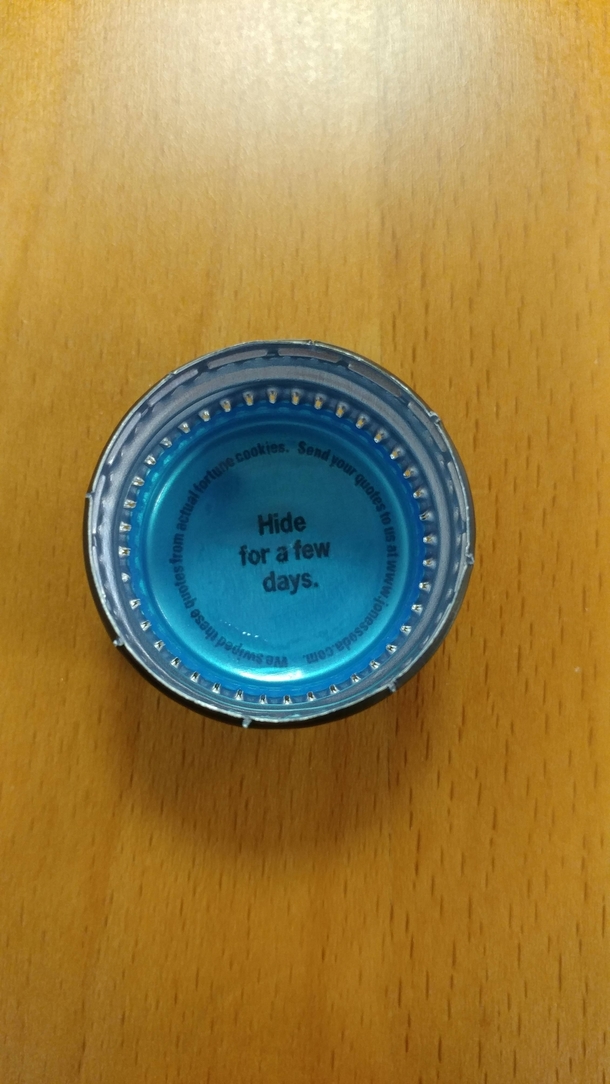 Hide
for a few
days.
We swiped these quotes from actual fortune cookies. Send your quotes to us at www.jonessoda.com.